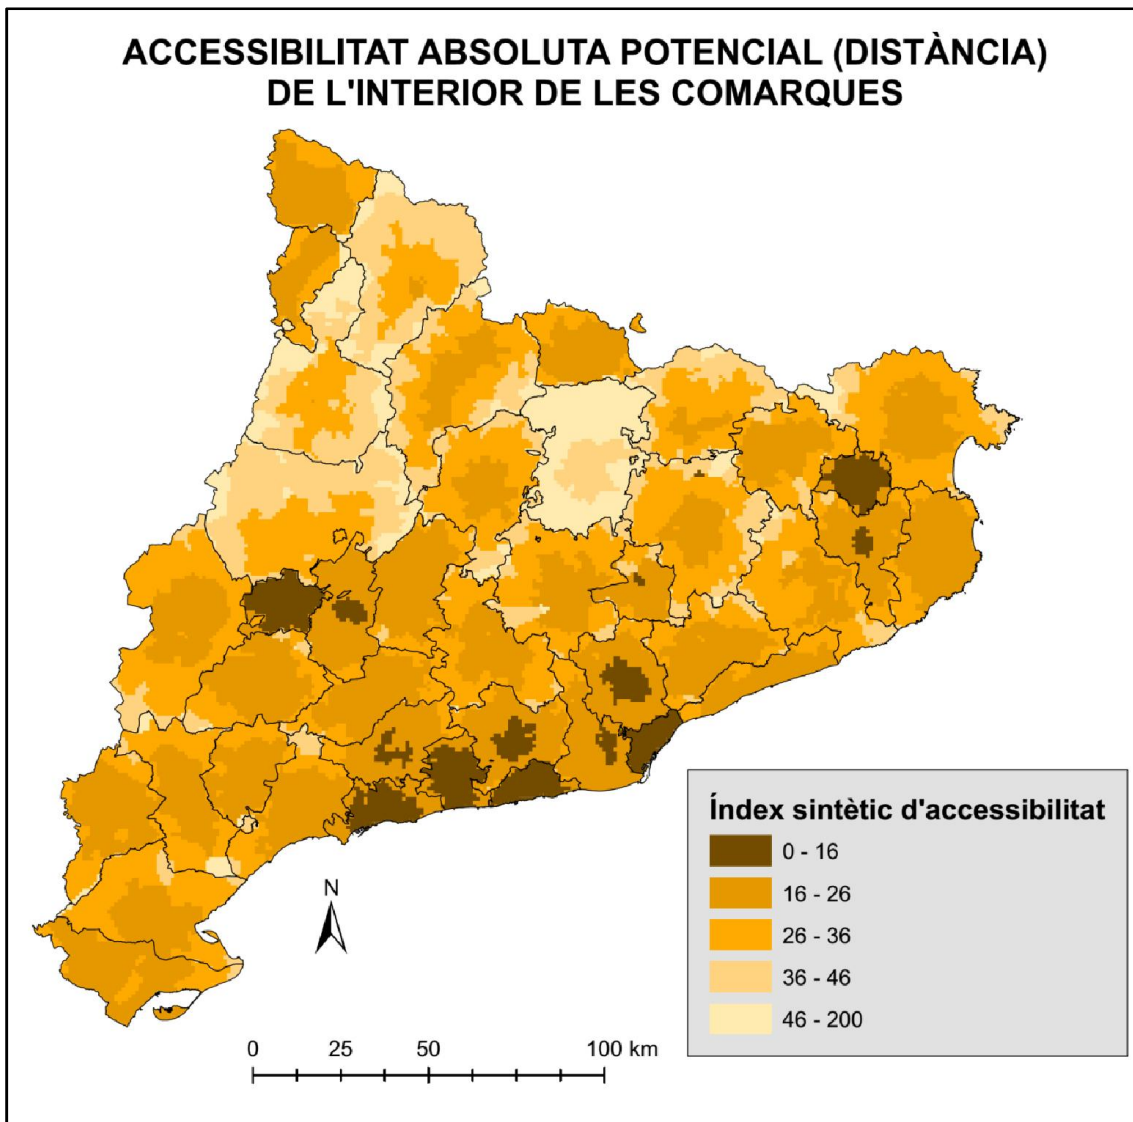 ACCESSIBILITAT ABSOLUTA POTENCIAL (DISTÀNCIA)
DE L'INTERIOR DE LES COMARQUES
Índex sintètic d'accessibilitat
0 - 16
16 - 26
26 - 36
36 - 46
46 - 200
N
0 25 50 100 km